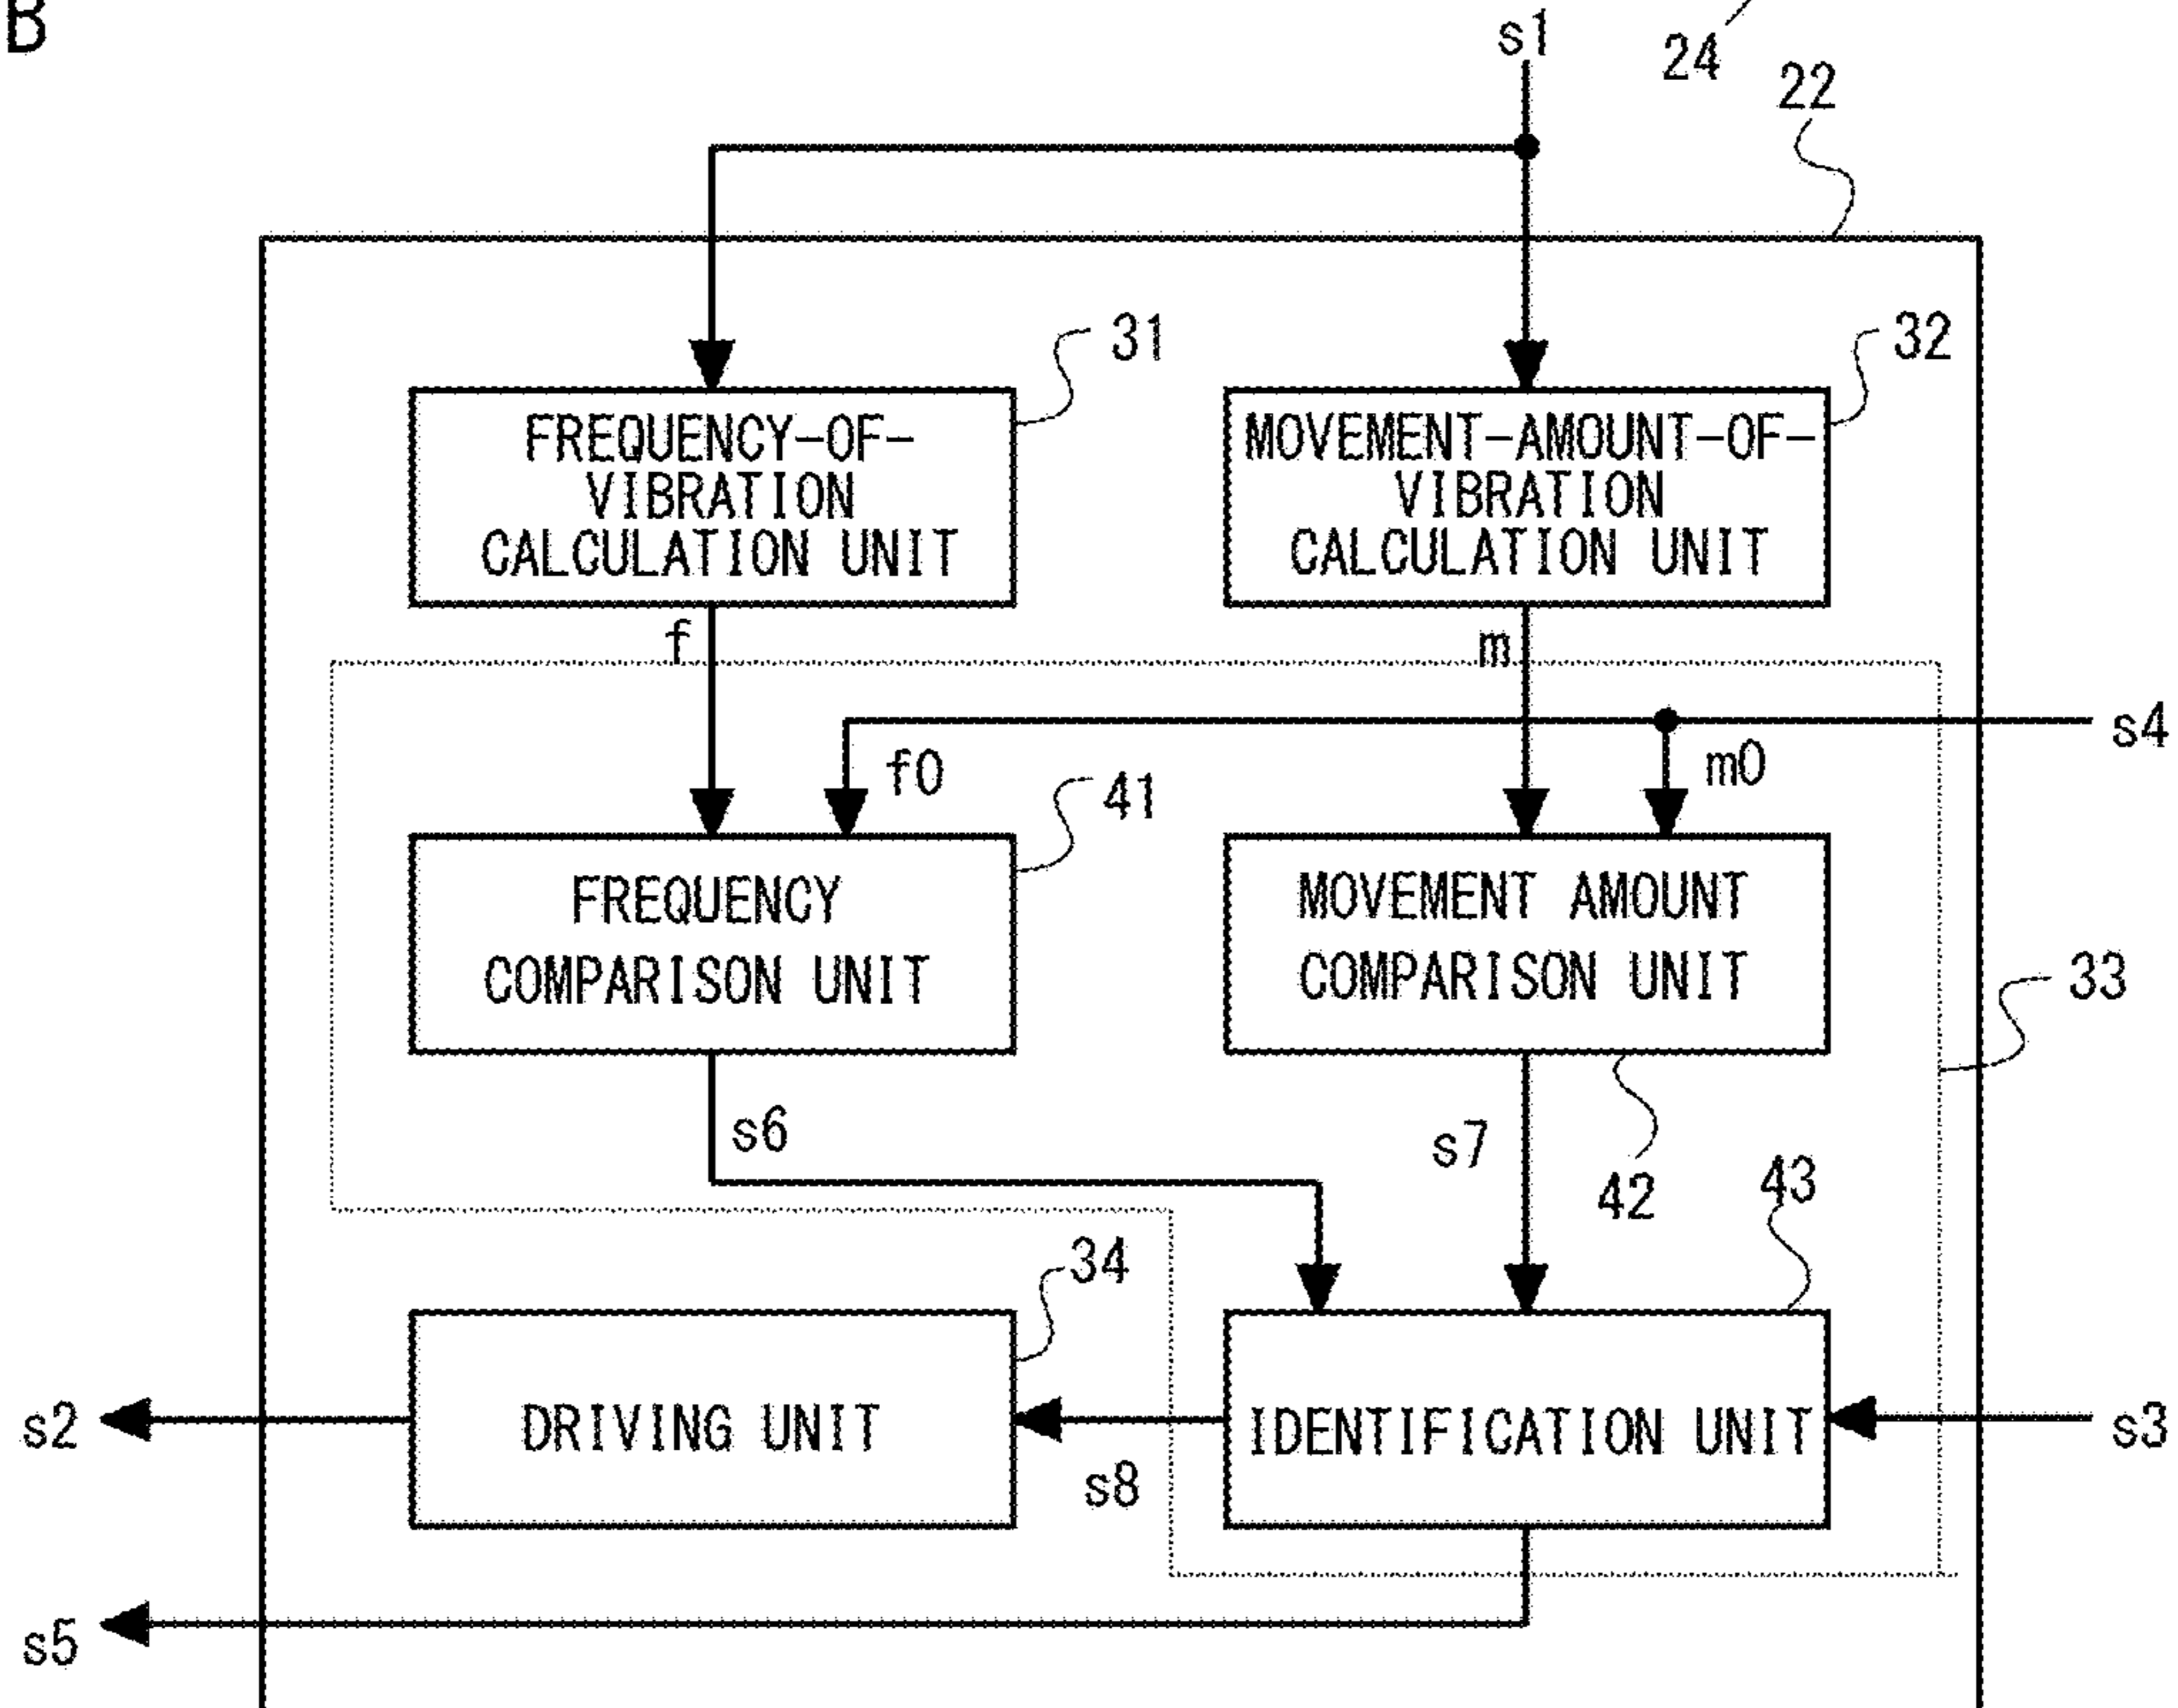 B
s1
24
22
31
32
FREQUENCY-OF-
VIBRATION
CALCULATION UNIT
MOVEMENT-AMOUNT-OF-
VIBRATION
CALCULATION UNIT
f
m
s4
f0
m0
41
FREQUENCY
COMPARISON UNIT
MOVEMENT AMOUNT
COMPARISON UNIT
33
s6
s7
42
43
34
DRIVING UNIT
IDENTIFICATION UNIT
s2
s3
s8
s5